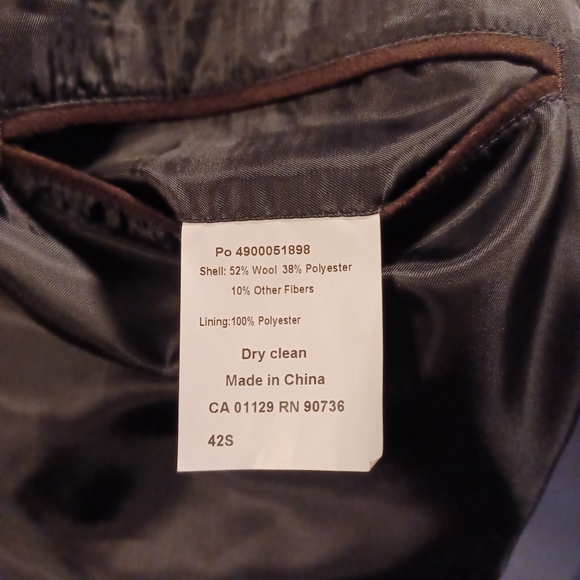 Po 4900051898
Shell: 52% Wool 38% Polyester
10% Other Fibers
Lining:100% Polyester
Dry clean
Made in China
CA 01129 RN 90736
42S